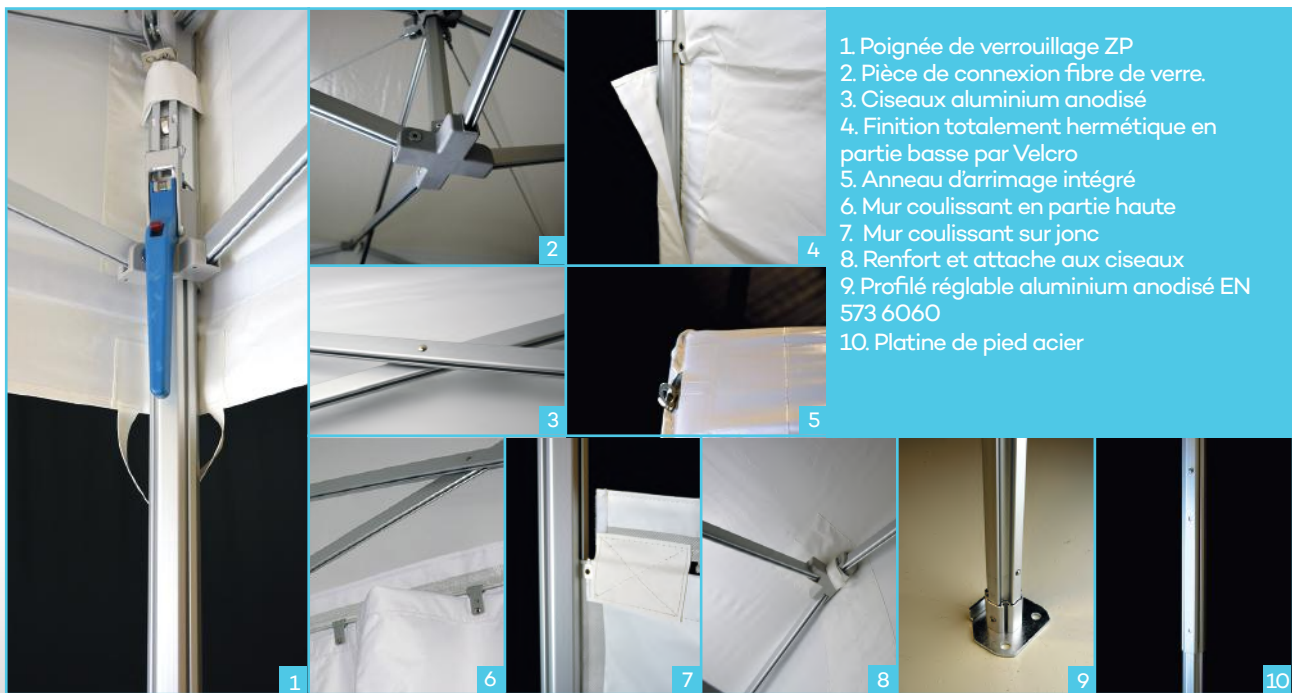 1. Poignée de verrouillage ZP
2. Pièce de connexion fibre de verre.
3. Ciseaux aluminium anodisé
4. Finition totalement hermétique en
partie basse par Velcro
5. Anneau d'arrimage intégré
6. Mur coulissant en partie haute
7. Mur coulissant sur jonc
8. Renfort et attache aux ciseaux
9. Profilé réglable aluminium anodisé EN
573 6060
10. Platine de pied acier
2
4
3
5
1
6
7
8
9
10